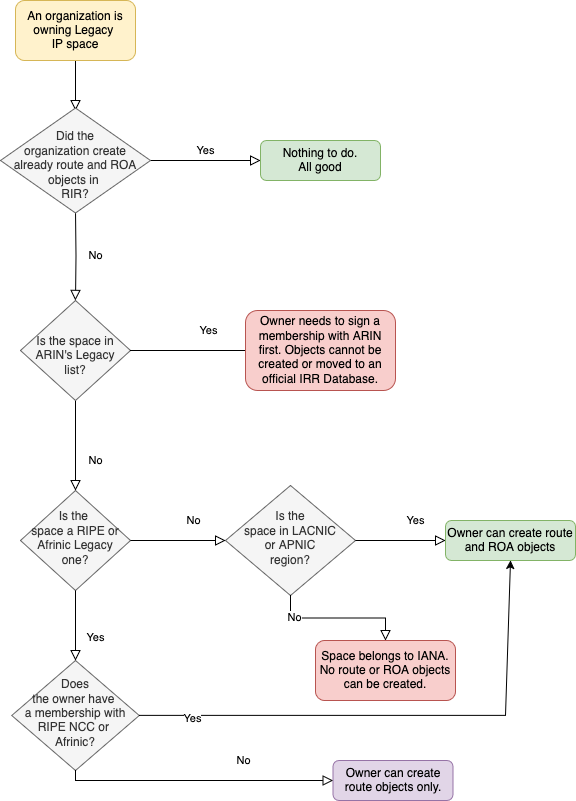 An organization is
owning Legacy
IP space
Did the
organization create
already route and ROA
objects in
RIR?
Yes
Nothing to do.
All good
No
Is the space in
ARIN's Legacy
list?
Yes
Owner needs to sign a
membership with ARIN
first. Objects cannot be
created or moved to an
official IRR Database.
No
Is the
space a RIPE or
Afrinic Legacy
one?
No
Is the
space in LACNIC
or APNIC
region?
Yes
Owner can create route
and ROA objects
No
Space belongs to IANA.
No route or ROA objects
can be created.
Yes
Does
the owner have
a membership with
RIPE NCC or
Afrinic?
Yes
No
Owner can create
route objects only.